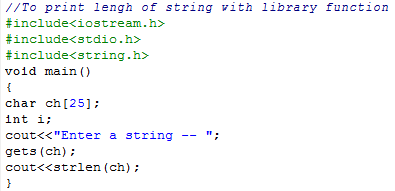 //To print lengh of string with library function
#include<iostream.h>
#include<stdio.h>
#include<string.h>
void main()
{
char ch[25];
int i;
cout<<"Enter a string -- ";
gets(ch);
cout<<strlen(ch);
}